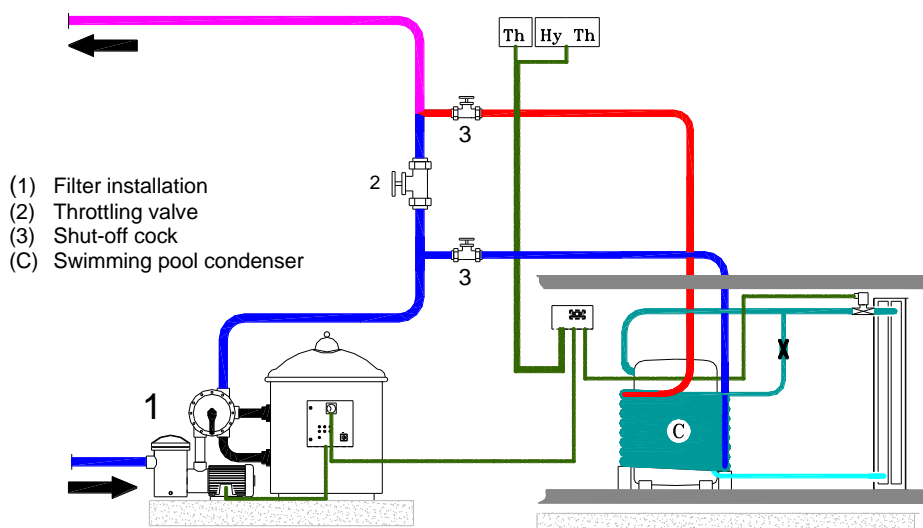 Th
Hy Th
3
2
(1) Filter installation
(2) Throttling valve
(3) Shut-off cock
(C) Swimming pool condenser
3
1
C